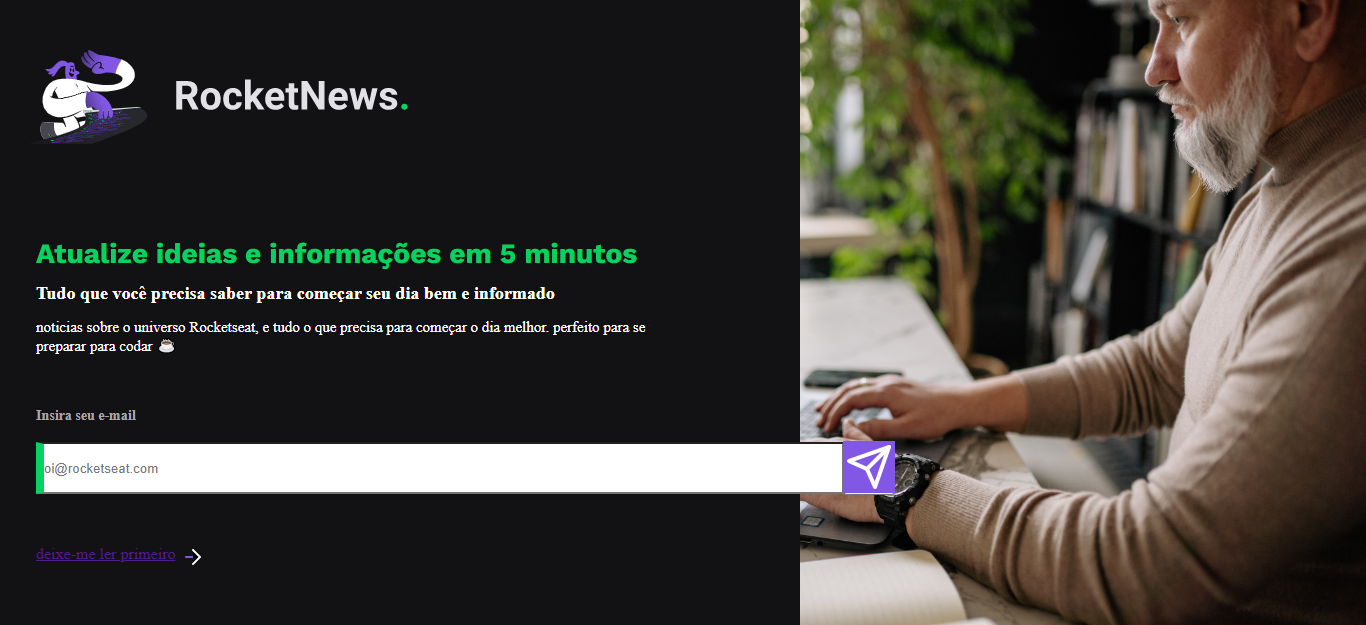 RocketNews.
Atualize ideias e informações em 5 minutos
Tudo que você precisa saber para começar seu dia bem e informado
noticias sobre o universo Rocketseat, e tudo o que precisa para começar o dia melhor. perfeito para se
preparar para codar ☕
Insira seu e-mail
oi@rocketseat.com
deixe-me ler primeiro